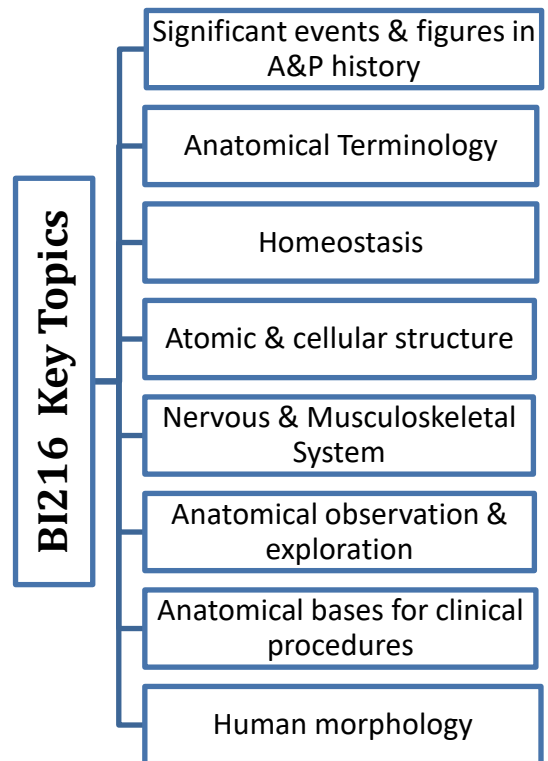 BI216 Key Topics
Significant events & figures in
A&P history
Anatomical Terminology
Homeostasis
Atomic & cellular structure
Nervous & Musculoskeletal
System
Anatomical observation &
exploration
Anatomical bases for clinical
procedures
Human morphology